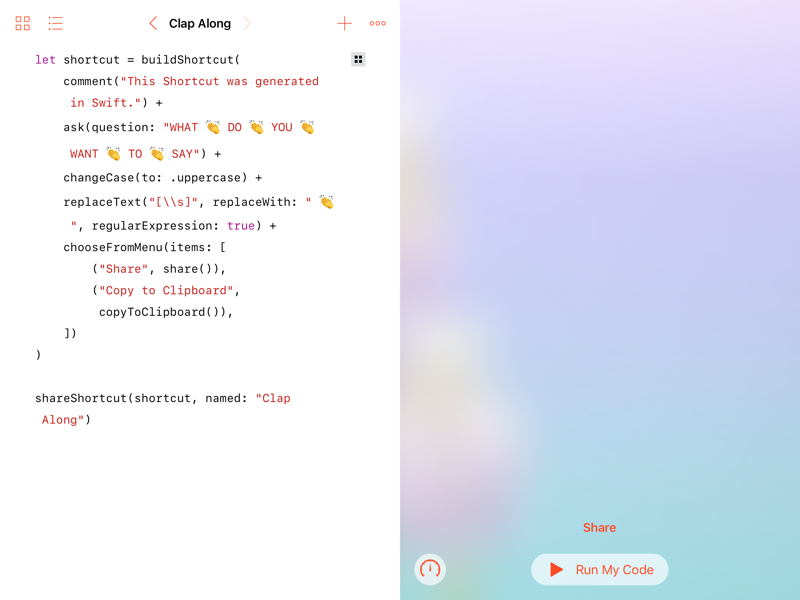 Clap Along
let shortcut = buildShortcut(
comment("This Shortcut was generated
in Swift.") +
ask(question: "WHAT 👏 DO 👏 YOU 👏
WANT 👏 TO 👏 SAY") +
changeCase(to: .uppercase) +
replaceText("[\\s]", replaceWith: " 👏
", regularExpression: true) +
chooseFromMenu(items: [
("Share", share()),
("Copy to Clipboard",
copyToClipboard()),
])
)
shareShortcut(shortcut, named: "Clap
Along")
Share
Run My Code